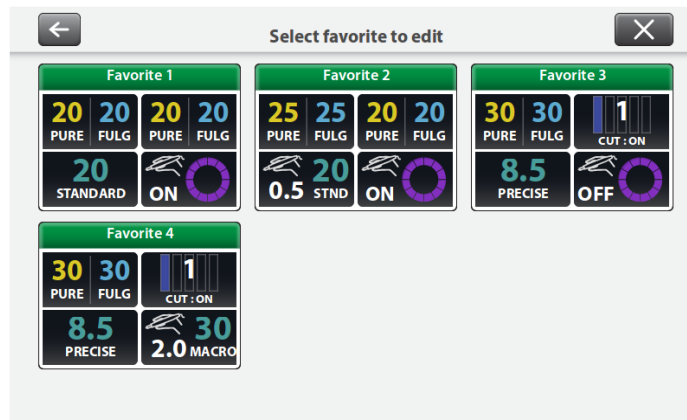 Select favorite to edit
Favorite 1
20 20 20 20
PURE FULG PURE FULG
20
STANDARD ON
Favorite 2
25 25 20 20
PURE FULG PURE FULG
0.5 20
STND ON
Favorite 3
30 30 1
PURE FULG CUT : ON
8.5
PRECISE OFF
Favorite 4
30 30 1
PURE FULG CUT : ON
8.5 30
PRECISE 2.0 MACRO